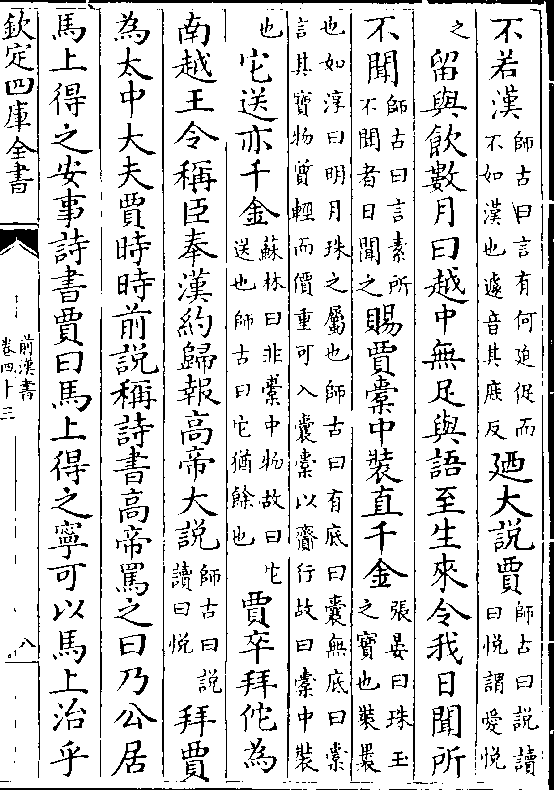 不若漢師古曰言有何迫促而不如漢也遽音其底反廼大說賈師古曰說讀曰悅謂愛悅
之留與飲數月曰越中無足與語至生來令我日聞所
不聞師古曰言素所不聞者日聞之賜賈橐中裝直千金張晏曰珠玉之寶也裝裹
也如淳曰明月珠之屬也師古曰有底曰囊無底曰橐言其寶物質輕而價重可入囊橐以齎行故曰橐中裝
也它送亦千金蘇林曰非橐中物故曰它送也師古曰它猶餘也賈卒拜佗為
南越王令稱臣奉漢約歸報高帝大說師古曰說讀曰悅拜賈
為太中大夫賈時時前說稱詩書高帝罵之曰乃公居
馬上得之安事詩書賈曰馬上得之寧可以馬上治乎
欽定四庫全書
前漢書
卷四十三
八